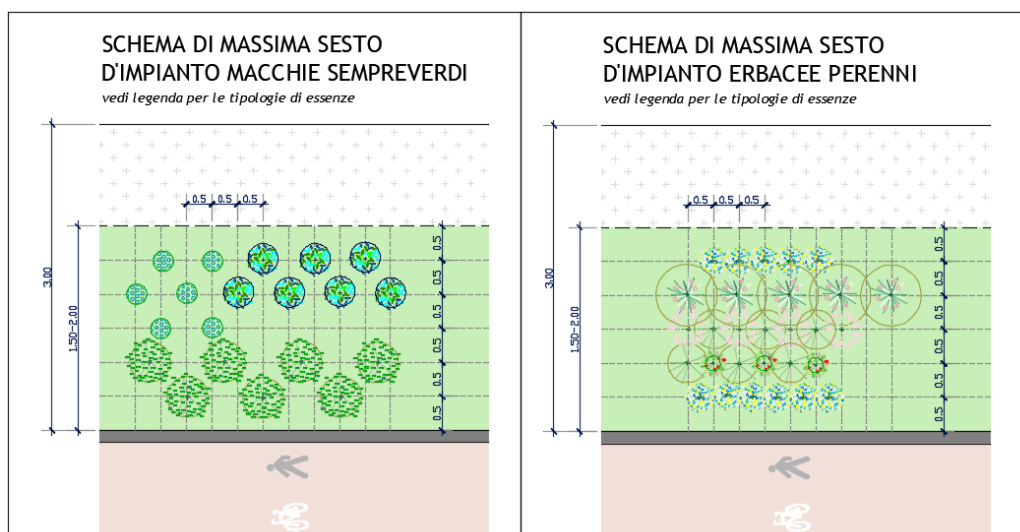 SCHEMA DI MASSIMA SESTO
D'IMPIANTO MACCHIE SEMPREVERDI
vedi legenda per le tipologie di essenze
0.5 0.5 0.5
3.00
1.50-2.00
0.5
0.5
0.5
0.5
0.5
0.5
SCHEMA DI MASSIMA SESTO
D'IMPIANTO ERBACEE PERENNI
vedi legenda per le tipologie di essenze
0.5 0.5 0.5
3.00
1.50-2.00
0.5
0.5
0.5
0.5
0.5
0.5